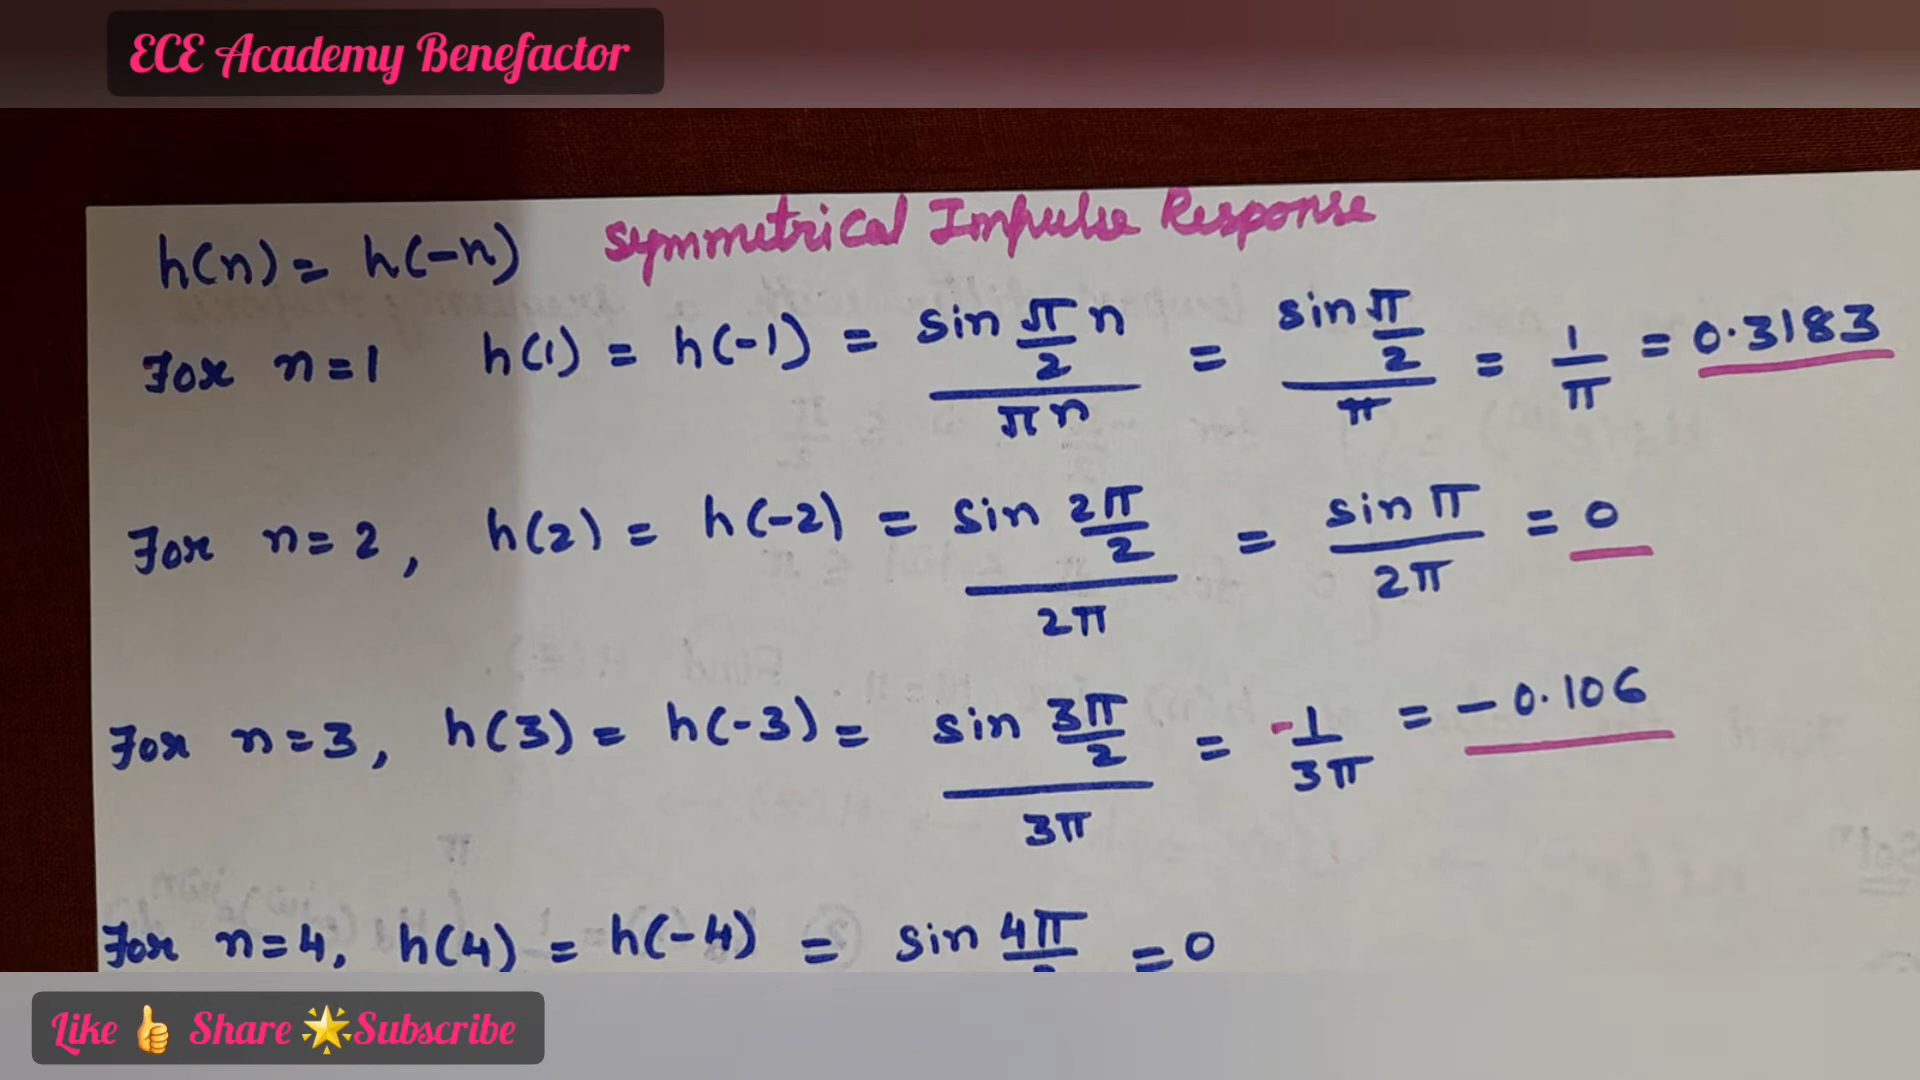 ECE Academy Benefactor
h(n) = h(-n) Symmetrical Impulse Response
For n=1 h(1) = h(-1) = sin π/2 n / πn = sin π/2 / π = 1/π = 0.3183
For n=2, h(2) = h(-2) = sin 2π/2 / 2π = sin π / 2π = 0
For n=3, h(3) = h(-3) = sin 3π/2 / 3π = -1/3π = -0.106
For n=4, h(4) = h(-4) = sin 4π/ = 0
Like 👍 Share 🌟Subscribe